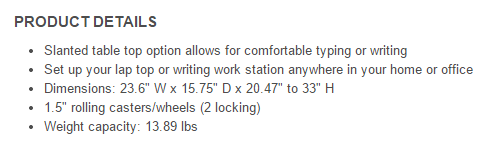 PRODUCT DETAILS
• Slanted table top option allows for comfortable typing or writing
• Set up your lap top or writing work station anywhere in your home or office
• Dimensions: 23.6" W x 15.75" D x 20.47" to 33" H
• 1.5" rolling casters/wheels (2 locking)
• Weight capacity: 13.89 lbs